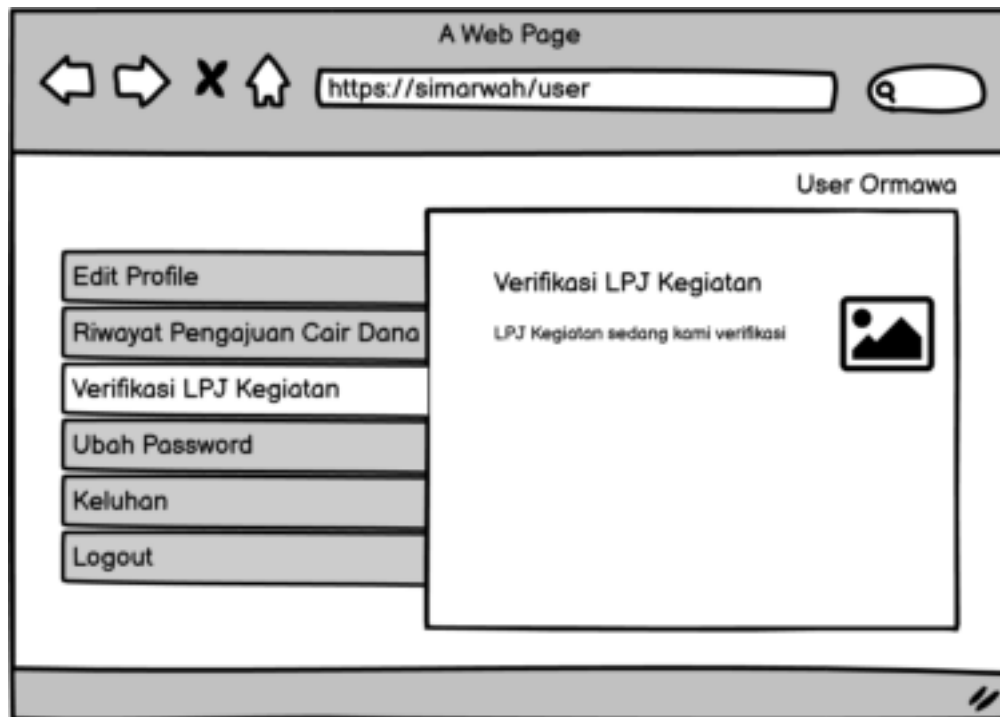 A Web Page
https://simarwah/user
User Ormawa
Edit Profile
Riwayat Pengajuan Cair Dana
Verifikasi LPJ Kegiatan
Ubah Password
Keluhan
Logout
Verifikasi LPJ Kegiatan
LPJ Kegiatan sedang kami verifikasi